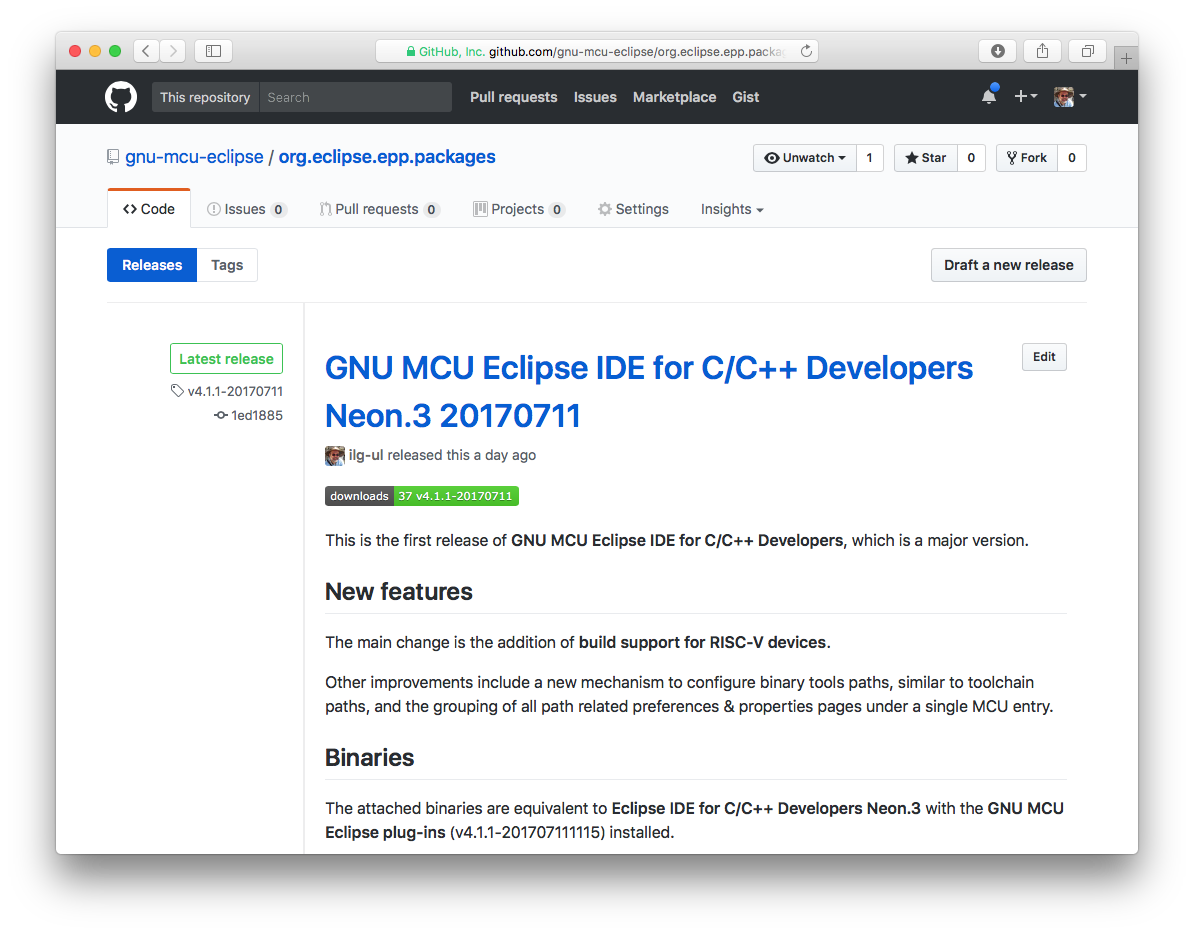 GitHub, Inc. github.com/gnu-mcu-eclipse/org.eclipse.epp.packa
This repository Search Pull requests Issues Marketplace Gist
gnu-mcu-eclipse / org.eclipse.epp.packages Unwatch 1 Star 0 Fork 0
Code Issues 0 Pull requests 0 Projects 0 Settings Insights
Releases Tags Draft a new release
Latest release
v4.1.1-20170711
1ed1885
GNU MCU Eclipse IDE for C/C++ Developers
Neon.3 20170711
Edit
ilg-ul released this a day ago
downloads 37 v4.1.1-20170711
This is the first release of GNU MCU Eclipse IDE for C/C++ Developers, which is a major version.
New features
The main change is the addition of build support for RISC-V devices.
Other improvements include a new mechanism to configure binary tools paths, similar to toolchain
paths, and the grouping of all path related preferences & properties pages under a single MCU entry.
Binaries
The attached binaries are equivalent to Eclipse IDE for C/C++ Developers Neon.3 with the GNU MCU
Eclipse plug-ins (v4.1.1-201707111115) installed.